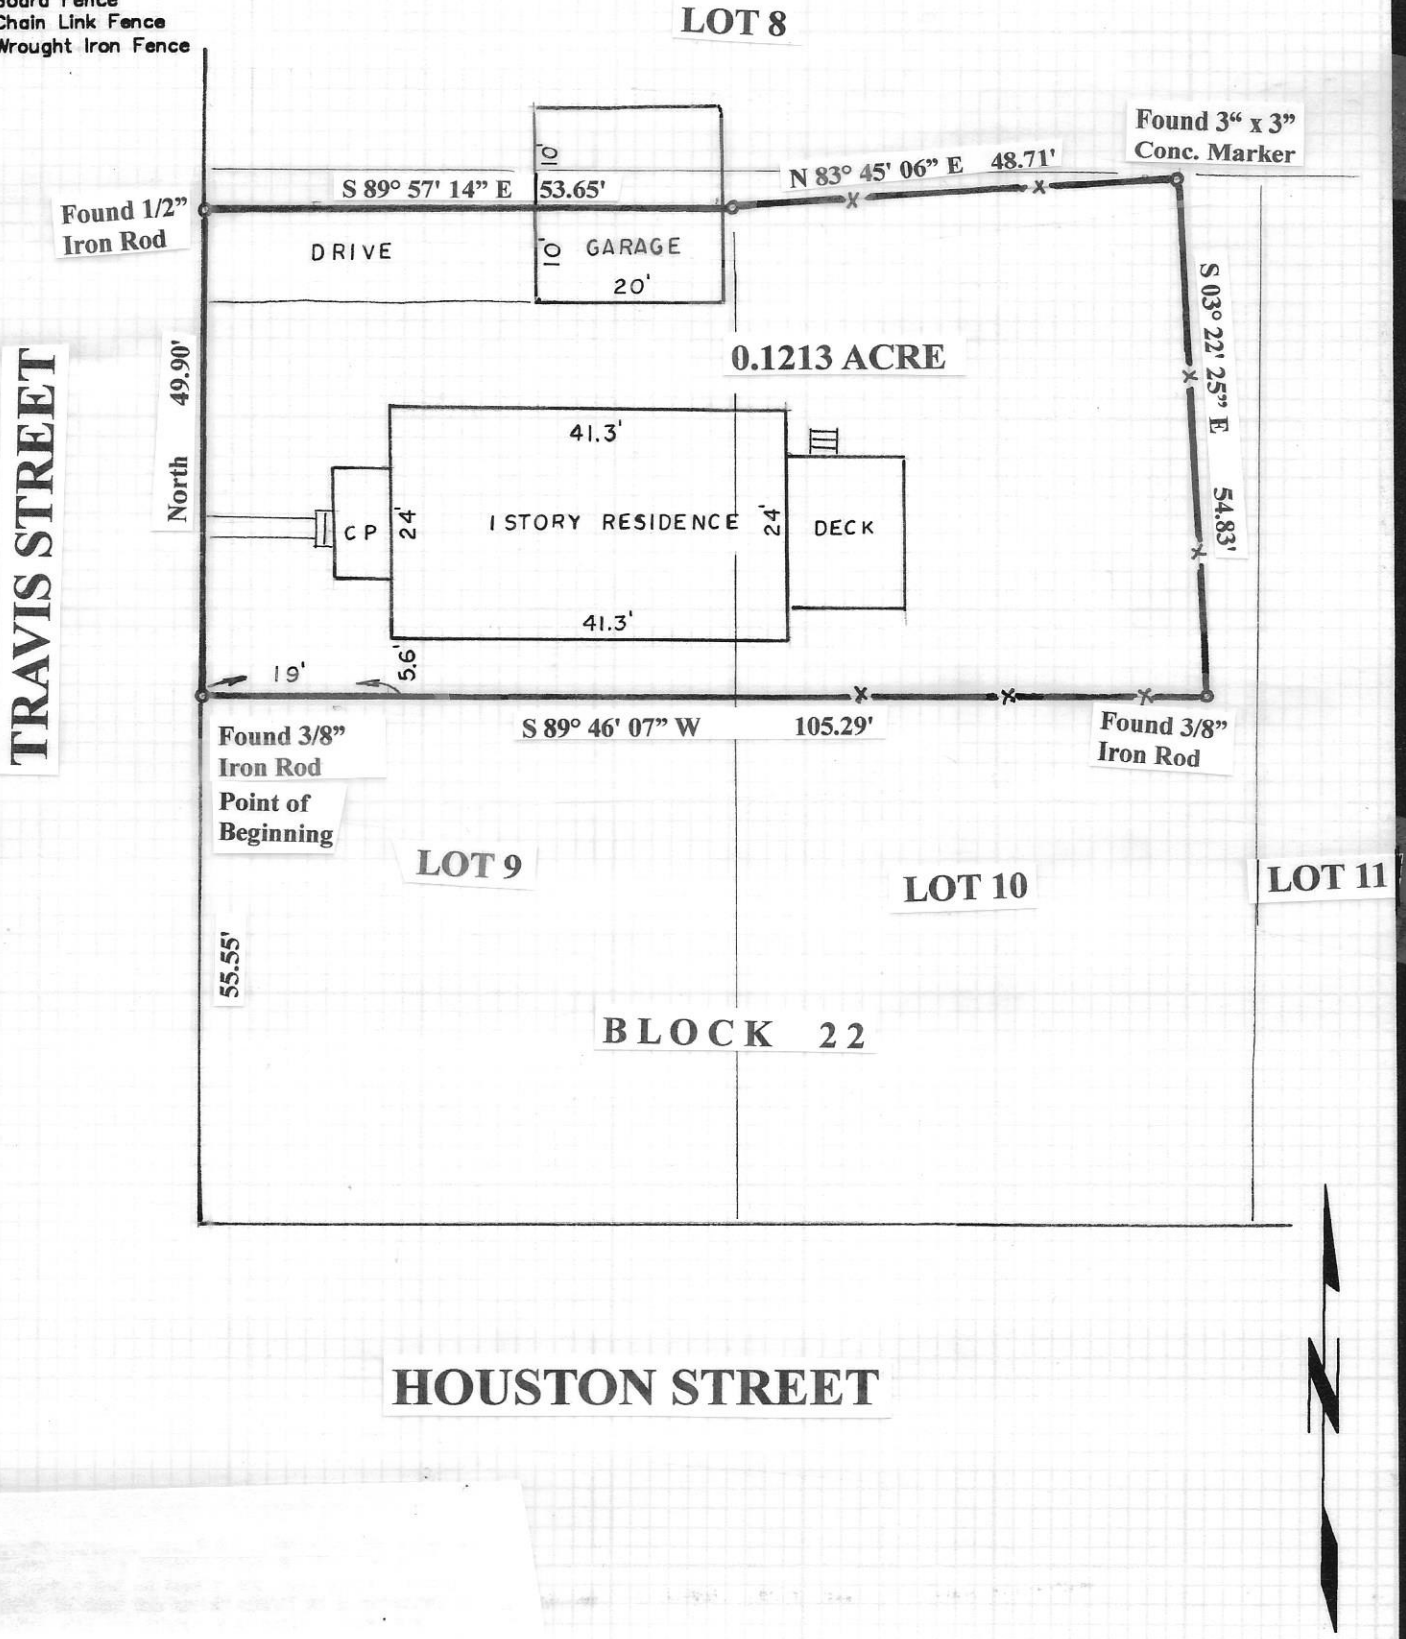 Board Fence
Chain Link Fence
Wrought Iron Fence
LOT 8
Found 3“ x 3”
Conc. Marker
N 83° 45' 06” E 48.71'
10'
S 89° 57' 14” E 53.65'
Found 1/2”
Iron Rod
DRIVE
10' GARAGE
20'
S 03° 22' 25” E 54.83'
North 49.90'
TRAVIS STREET
0.1213 ACRE
41.3'
CP
24'
1 STORY RESIDENCE
24'
DECK
41.3'
19'
5.6'
S 89° 46' 07” W 105.29'
Found 3/8”
Iron Rod
Point of
Beginning
Found 3/8”
Iron Rod
LOT 9
LOT 10
LOT 11
55.55'
BLOCK 22
HOUSTON STREET
N